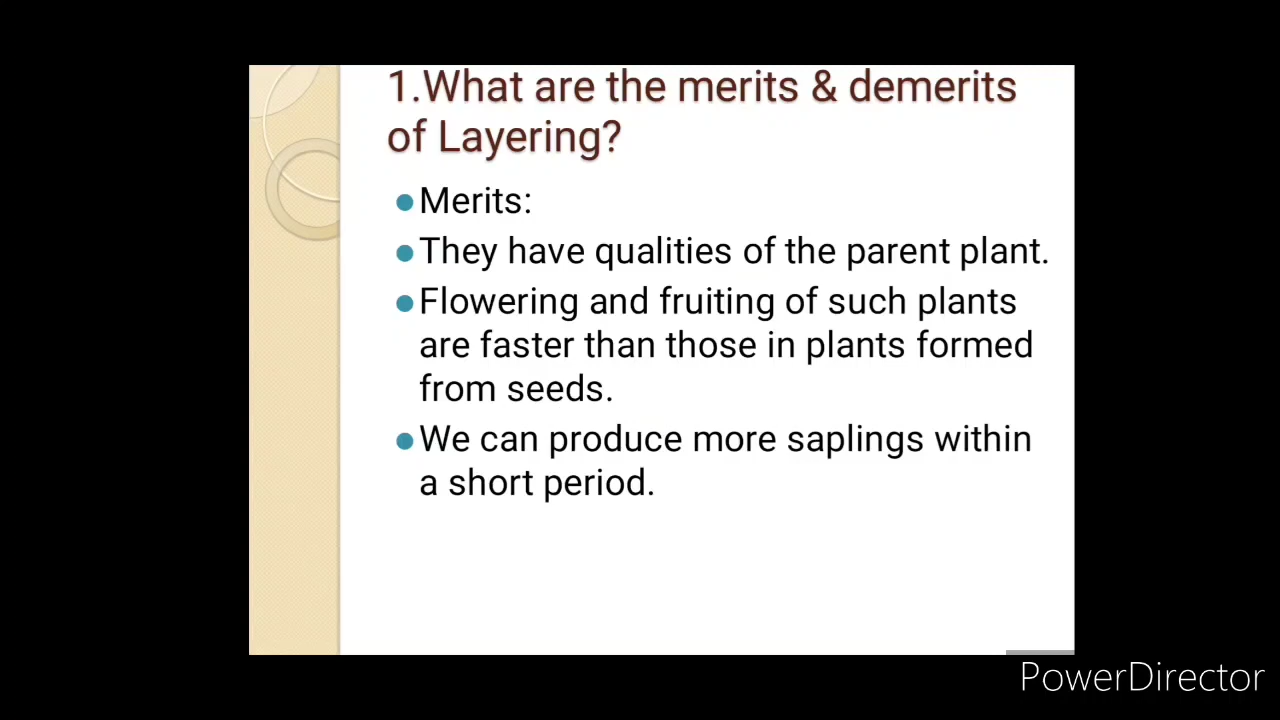 1.What are the merits & demerits
of Layering?
Merits:
They have qualities of the parent plant.
Flowering and fruiting of such plants
are faster than those in plants formed
from seeds.
We can produce more saplings within
a short period.
PowerDirector